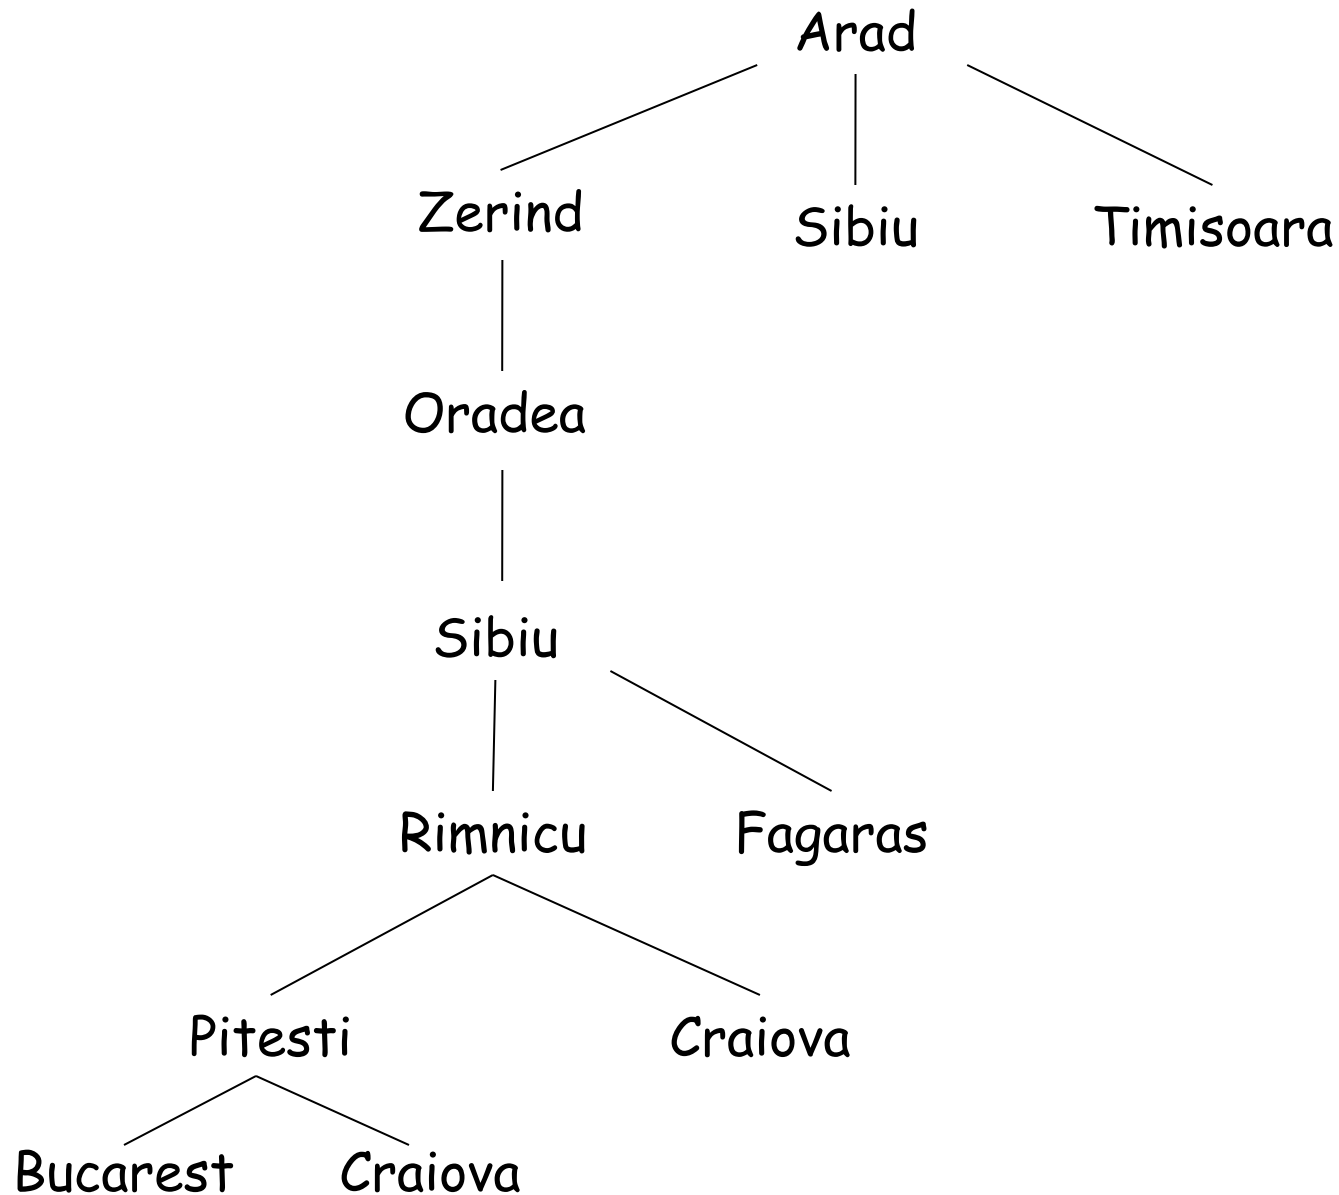 Arad
Zerind Sibiu Timisoara
Oradea
Sibiu
Rimnicu Fagaras
Pitesti Craiova
Bucarest Craiova